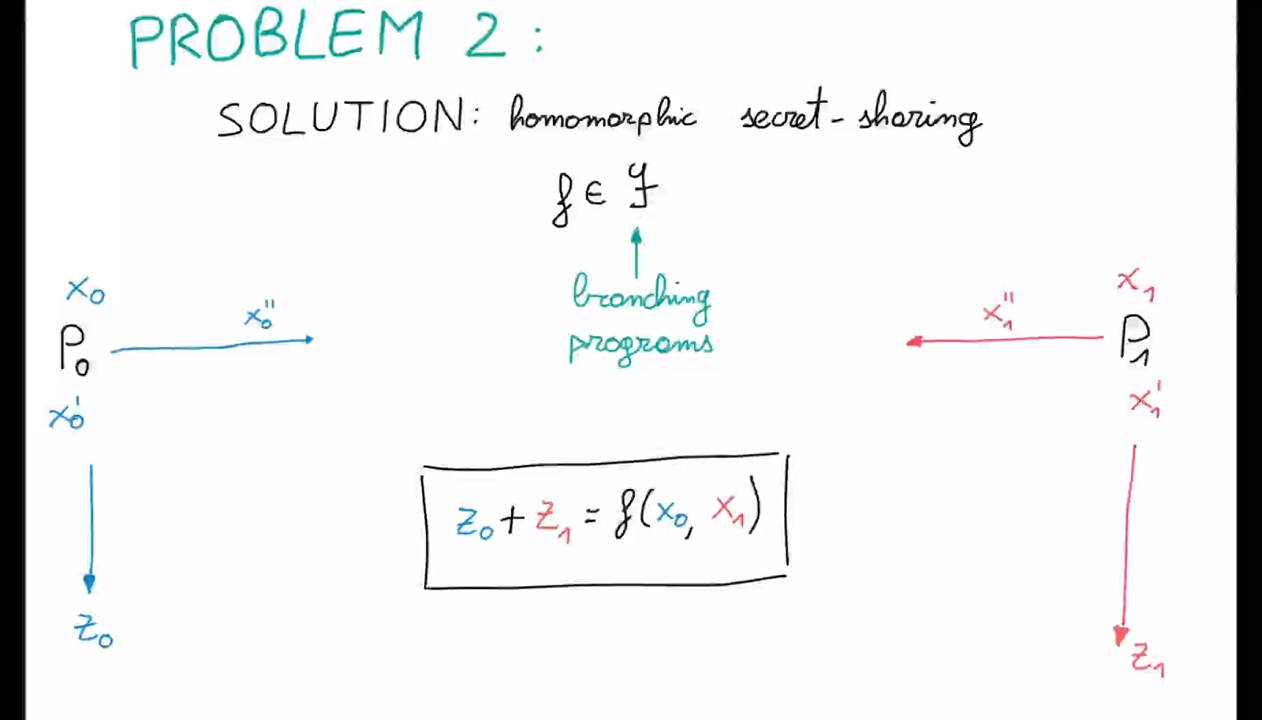 PROBLEM 2:
SOLUTION: homomorphic secret-sharing
f ∈ F
branching
programs
x₀
P₀
x₀'
x₀''
x₁''
x₁
P₁
x₁'
z₀ + z₁ = f(x₀, x₁)
z₀
z₁